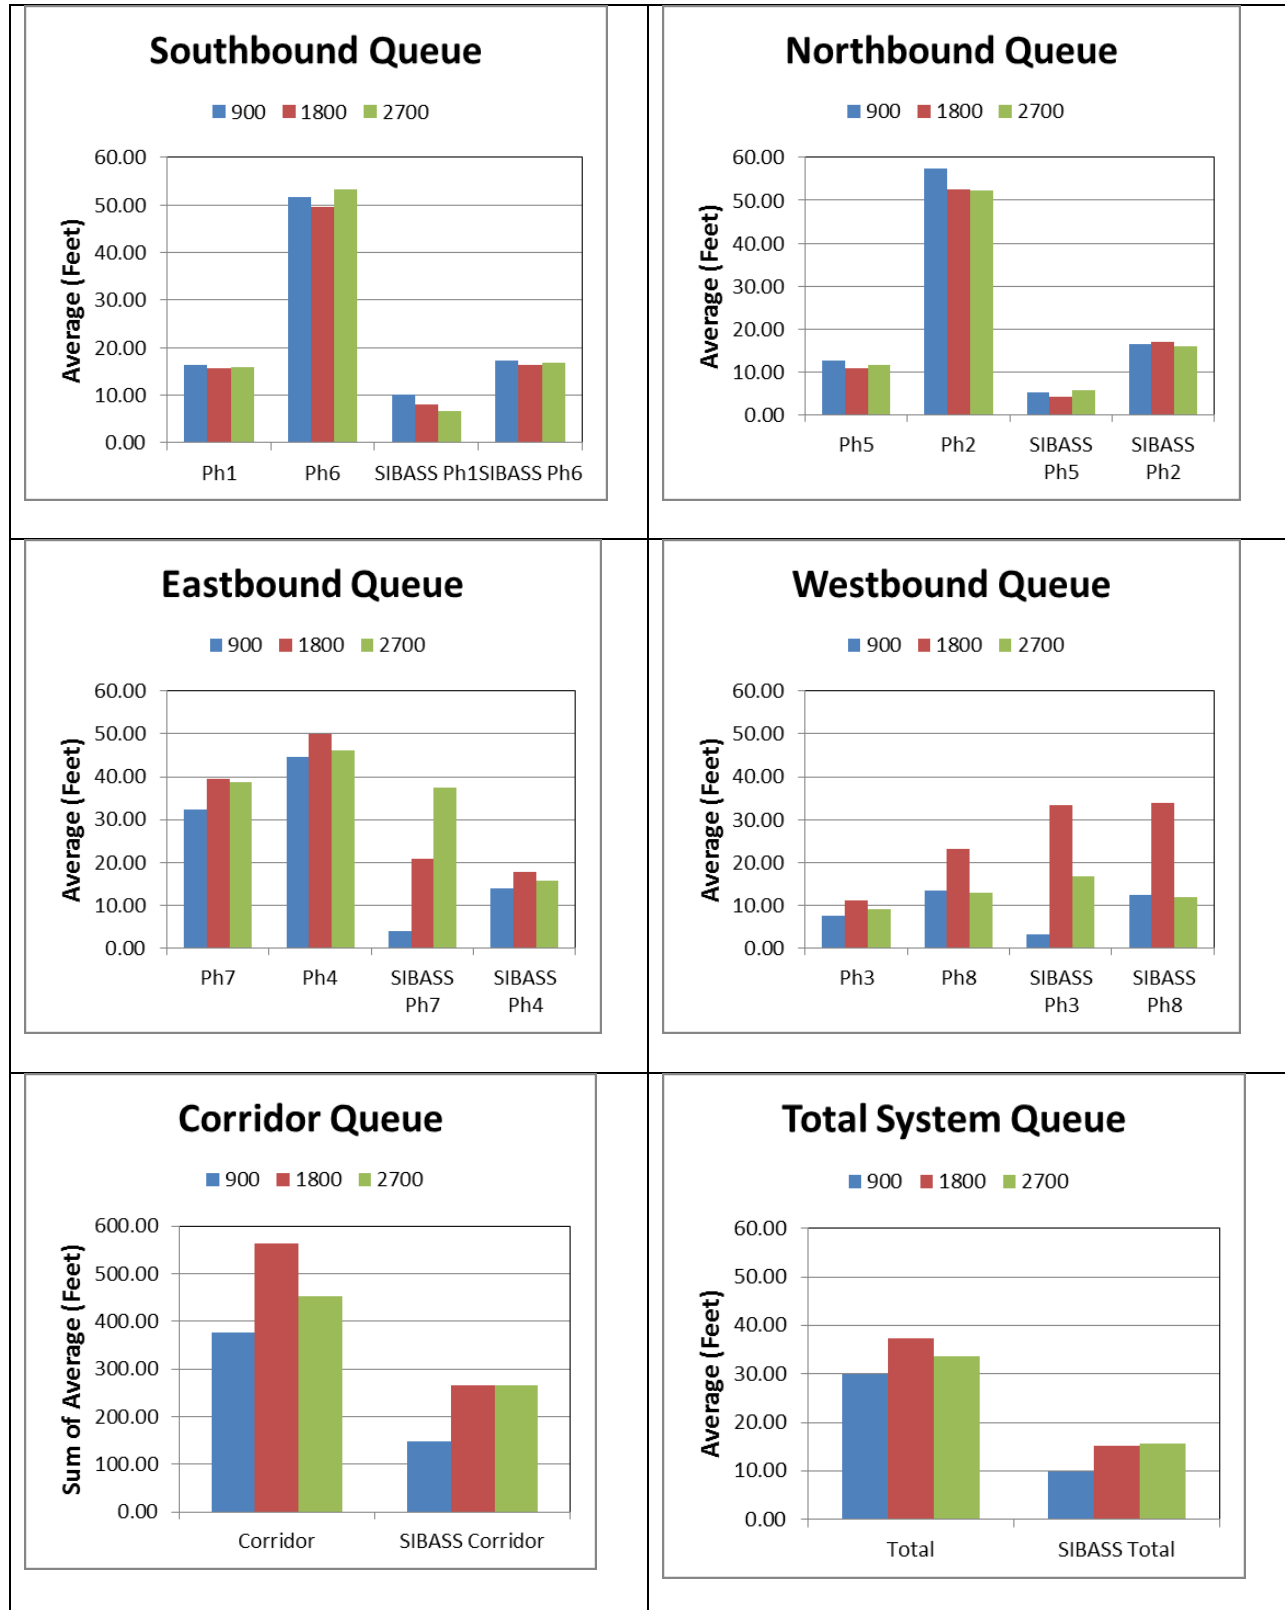 Southbound Queue
900 1800 2700
Average (Feet)
60.00
50.00
40.00
30.00
20.00
10.00
0.00
Ph1 Ph6 SIBASS Ph1 SIBASS Ph6
Northbound Queue
900 1800 2700
Average (Feet)
60.00
50.00
40.00
30.00
20.00
10.00
0.00
Ph5 Ph2 SIBASS SIBASS
Ph5 Ph2
Eastbound Queue
900 1800 2700
Average (Feet)
60.00
50.00
40.00
30.00
20.00
10.00
0.00
Ph7 Ph4 SIBASS SIBASS
Ph7 Ph4
Westbound Queue
900 1800 2700
Average (Feet)
60.00
50.00
40.00
30.00
20.00
10.00
0.00
Ph3 Ph8 SIBASS SIBASS
Ph3 Ph8
Corridor Queue
900 1800 2700
Sum of Average (Feet)
600.00
500.00
400.00
300.00
200.00
100.00
0.00
Corridor SIBASS Corridor
Total System Queue
900 1800 2700
Average (Feet)
60.00
50.00
40.00
30.00
20.00
10.00
0.00
Total SIBASS Total